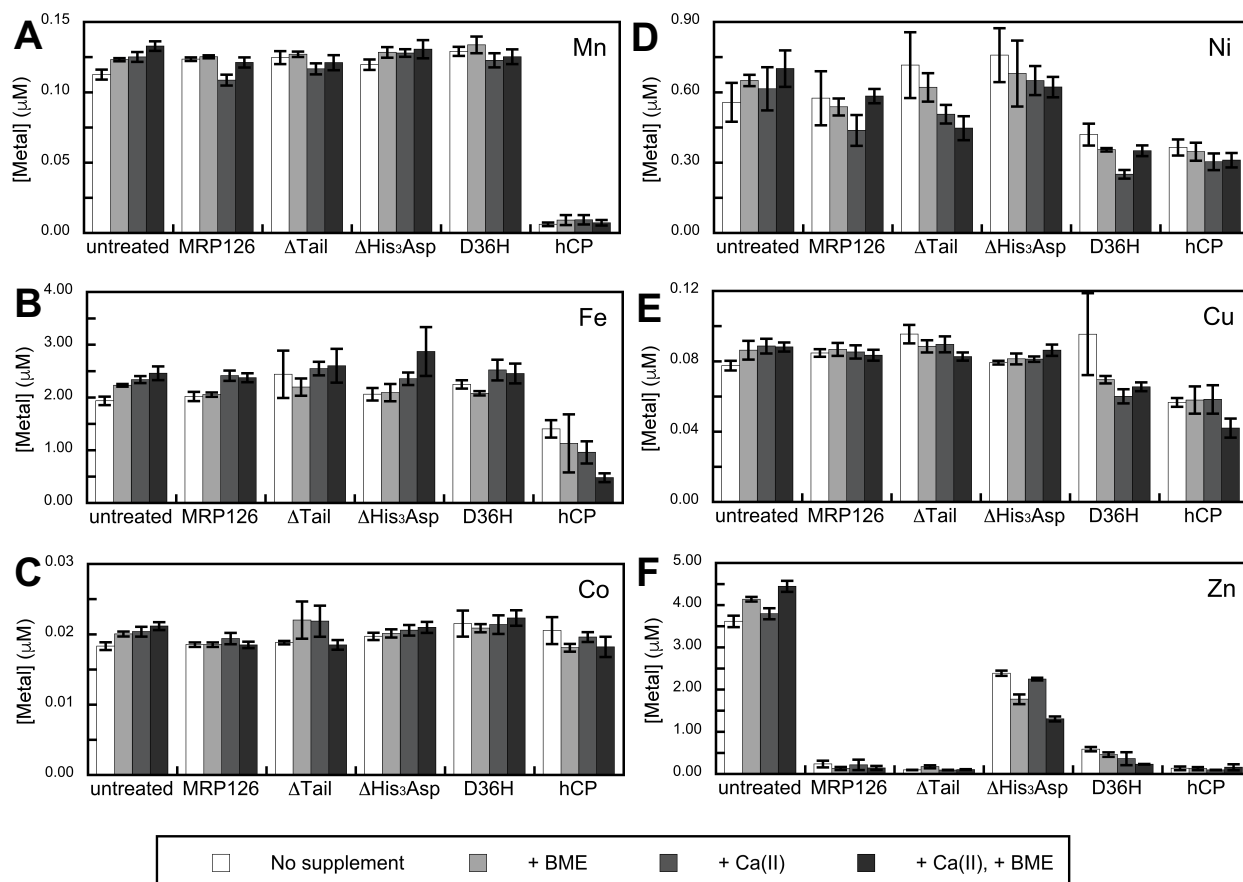 A
0.15
0.10
0.05
0.00
[Metal] (μM)
Mn
untreated MRP126 ΔTail ΔHis₃Asp D36H hCP
B
4.00
3.00
2.00
1.00
0.00
[Metal] (μM)
Fe
untreated MRP126 ΔTail ΔHis₃Asp D36H hCP
C
0.03
0.02
0.01
0.00
[Metal] (μM)
Co
untreated MRP126 ΔTail ΔHis₃Asp D36H hCP
D
0.90
0.60
0.30
0.00
[Metal] (μM)
Ni
untreated MRP126 ΔTail ΔHis₃Asp D36H hCP
E
0.12
0.08
0.04
0.00
[Metal] (μM)
Cu
untreated MRP126 ΔTail ΔHis₃Asp D36H hCP
F
5.00
4.00
2.00
1.00
0.00
[Metal] (μM)
Zn
untreated MRP126 ΔTail ΔHis₃Asp D36H hCP
No supplement + BME + Ca(II) + Ca(II), + BME